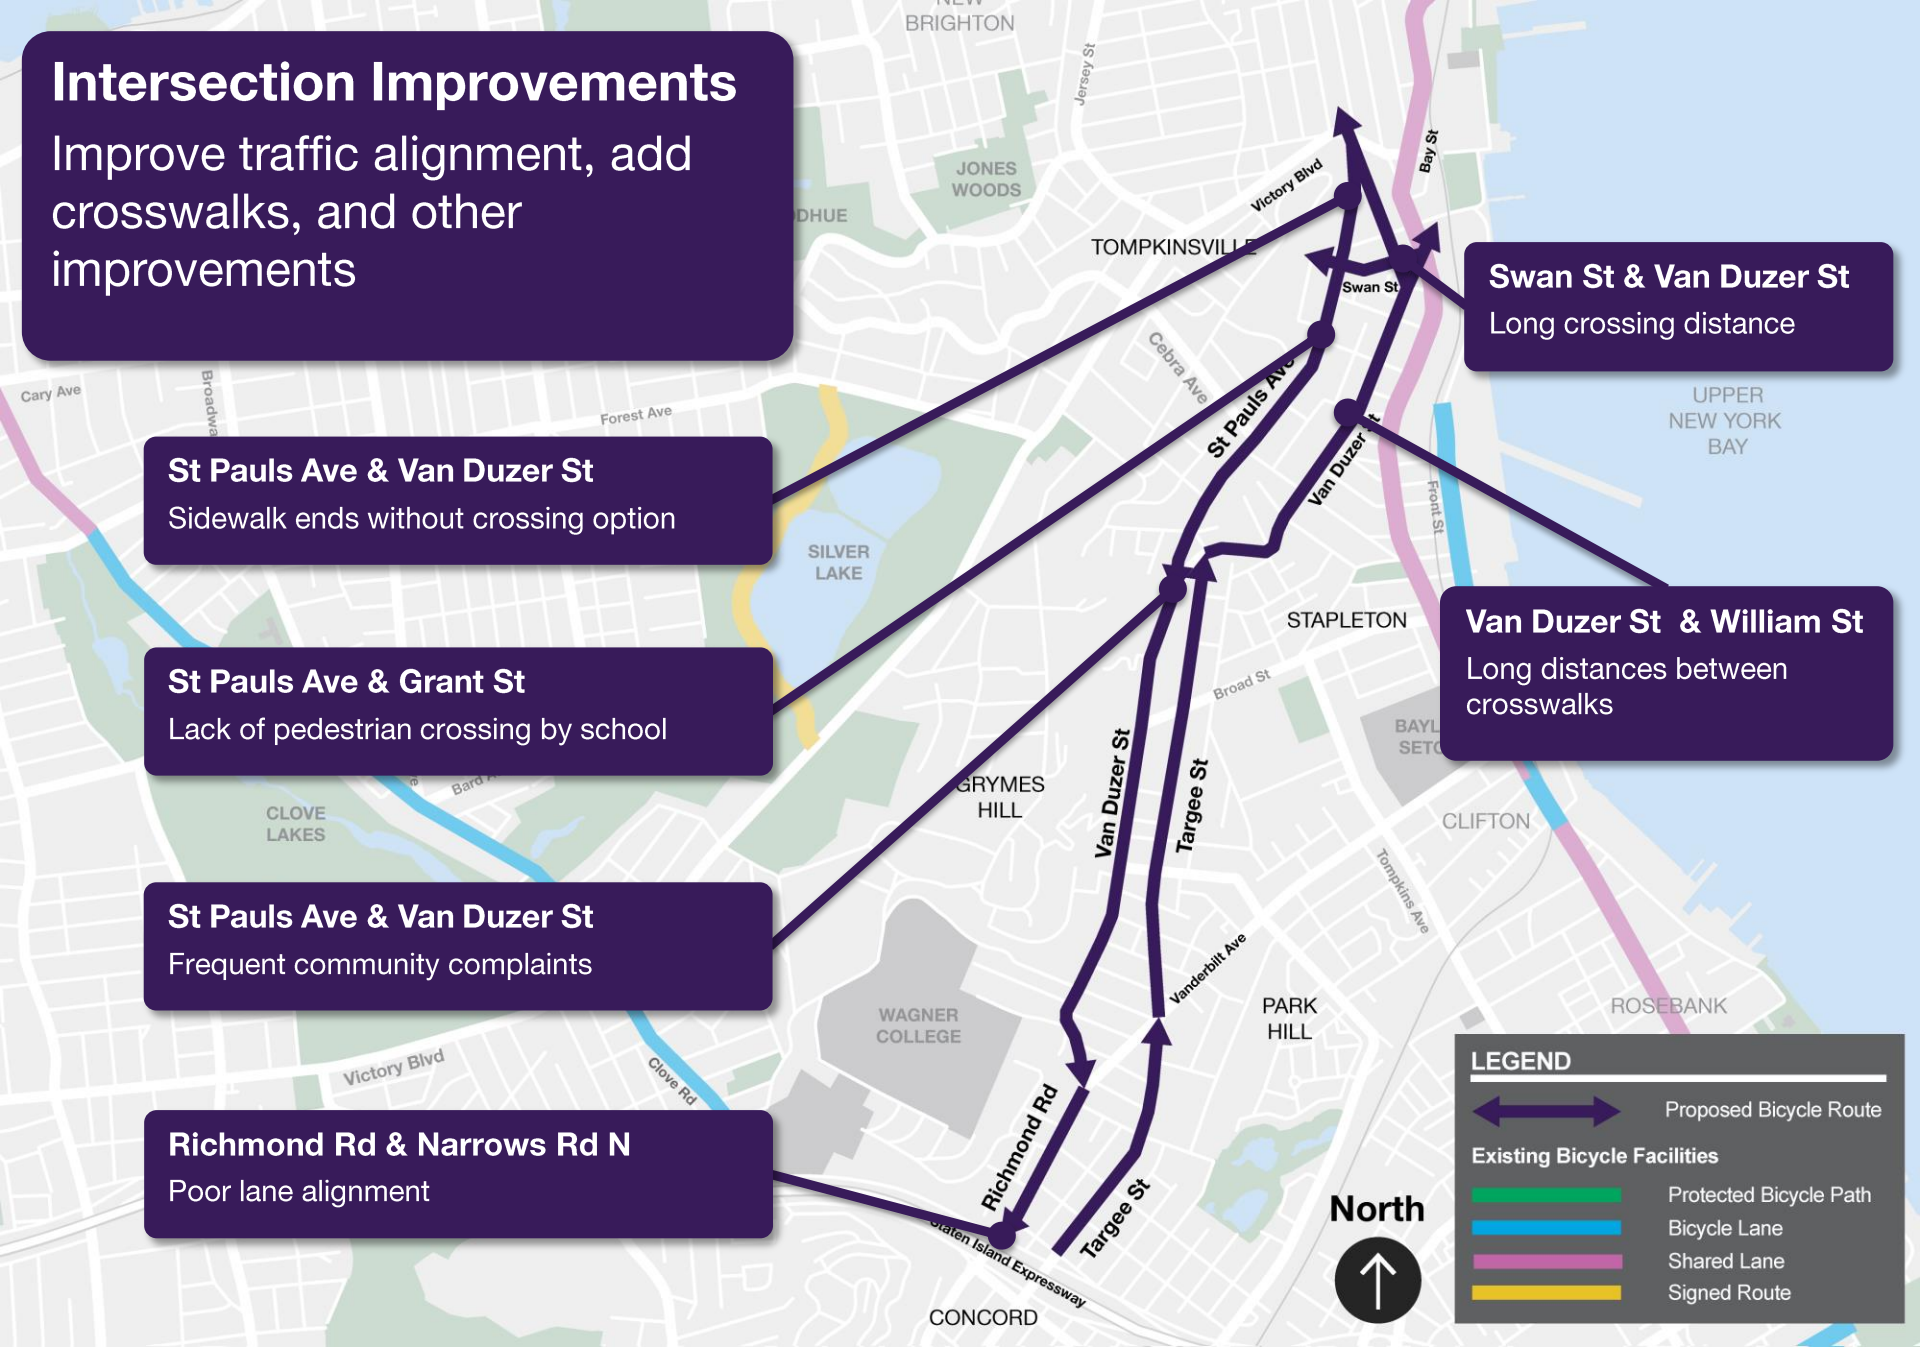 NEW
BRIGHTON
Intersection Improvements
Improve traffic alignment, add
crosswalks, and other
improvements
Jersey St
JONES
WOODS
Victory Blvd
Bay St
TOMPKINSVILLE
Swan St
Swan St & Van Duzer St
Long crossing distance
Cebra Ave
Cary Ave
Forest Ave
St Pauls Ave
Van Duzer St
UPPER
NEW YORK
BAY
Front St
St Pauls Ave & Van Duzer St
Sidewalk ends without crossing option
SILVER
LAKE
STAPLETON
Van Duzer St & William St
Long distances between
crosswalks
St Pauls Ave & Grant St
Lack of pedestrian crossing by school
Broad St
Bard
GRYMES
HILL
Van Duzer St
Targee St
CLOVE
LAKES
CLIFTON
Tompkins Ave
St Pauls Ave & Van Duzer St
Frequent community complaints
Vanderbilt Ave
WAGNER
COLLEGE
PARK
HILL
ROSEBANK
Victory Blvd
Clove Rd
Richmond Rd
Targee St
Richmond Rd & Narrows Rd N
Poor lane alignment
Staten Island Expressway
CONCORD
North
LEGEND
Proposed Bicycle Route
Existing Bicycle Facilities
Protected Bicycle Path
Bicycle Lane
Shared Lane
Signed Route